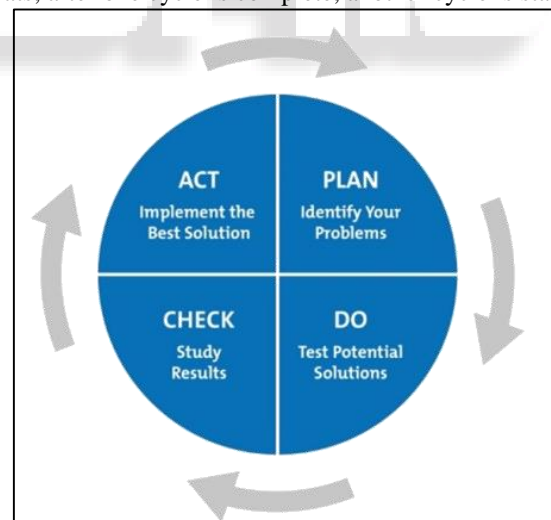 PLAN
Identify Your
Problems
DO
Test Potential
Solutions
CHECK
Study
Results
ACT
Implement the
Best Solution